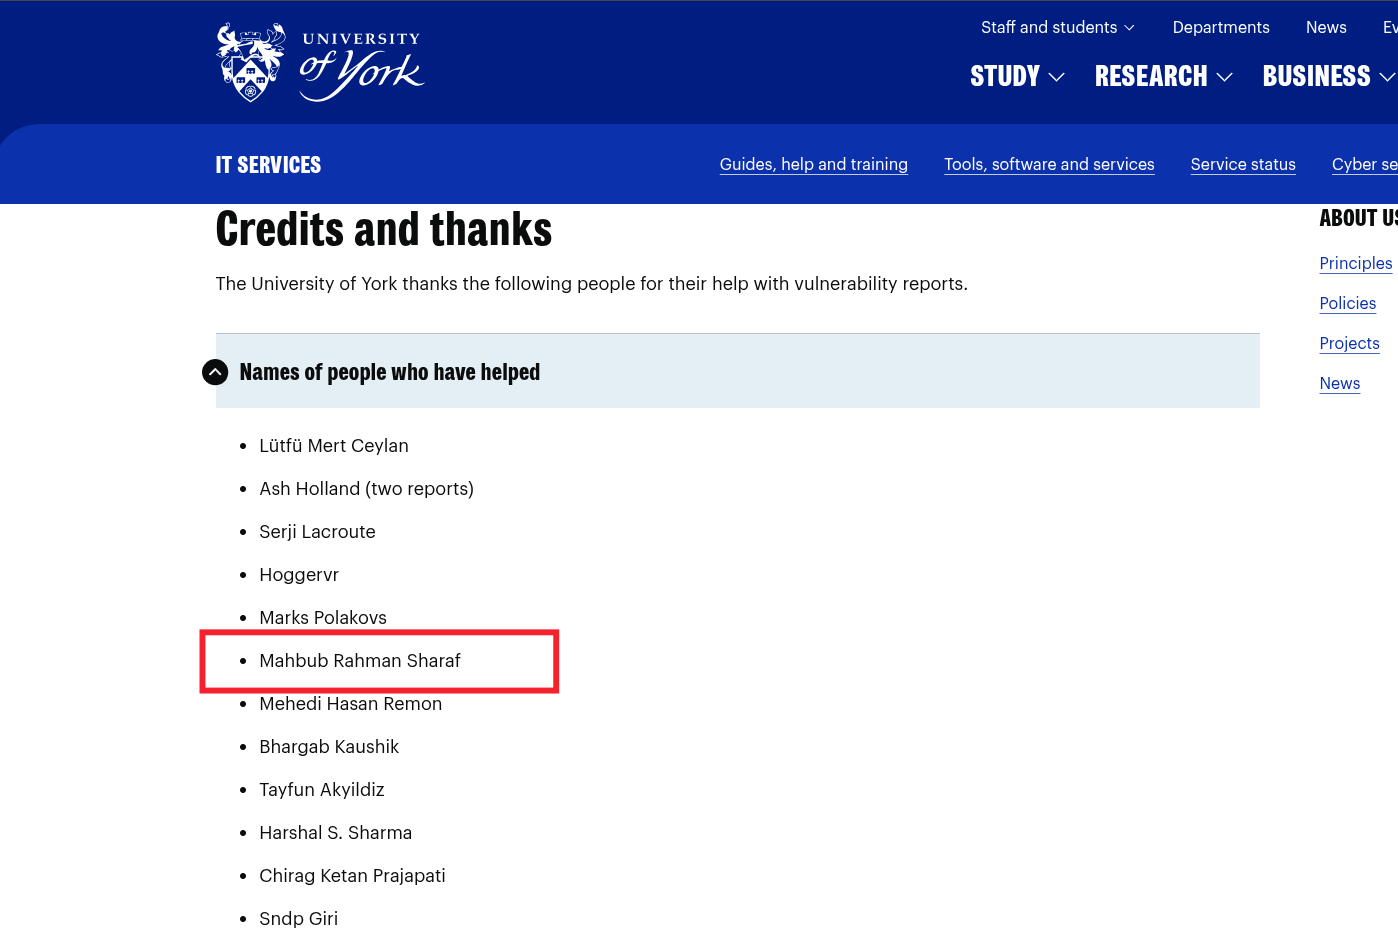 UNIVERSITY
of York
Staff and students
Departments
News
STUDY
RESEARCH
BUSINESS
IT SERVICES
Guides, help and training
Tools, software and services
Service status
Cyber
Credits and thanks
The University of York thanks the following people for their help with vulnerability reports.
Names of people who have helped
Lütfü Mert Ceylan
Ash Holland (two reports)
Serji Lacroute
Hoggervr
Marks Polakovs
Mahbub Rahman Sharaf
Mehedi Hasan Remon
Bhargab Kaushik
Tayfun Akyildiz
Harshal S. Sharma
Chirag Ketan Prajapati
Sndp Giri
ABOUT
Principles
Policies
Projects
News